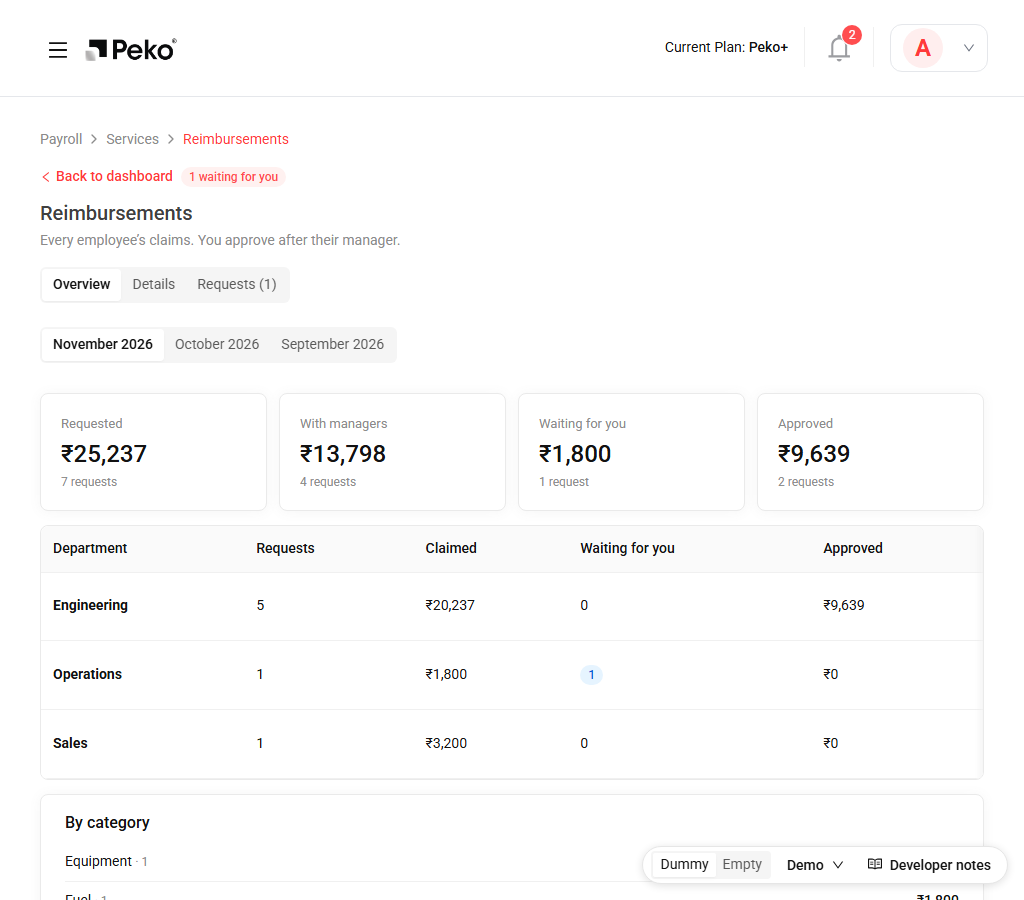 Peko®
Current Plan: Peko+
2
A
Payroll > Services > Reimbursements
Back to dashboard 1 waiting for you
Reimbursements
Every employee’s claims. You approve after their manager.
Overview Details Requests (1)
November 2026 October 2026 September 2026
Requested With managers Waiting for you Approved
₹25,237 ₹13,798 ₹1,800 ₹9,639
7 requests 4 requests 1 request 2 requests
Department Requests Claimed Waiting for you Approved
Engineering 5 ₹20,237 0 ₹9,639
Operations 1 ₹1,800 1 ₹0
Sales 1 ₹3,200 0 ₹0
By category
Equipment · 1
Dummy Empty Demo Developer notes
Fuel · 1 ₹1,800